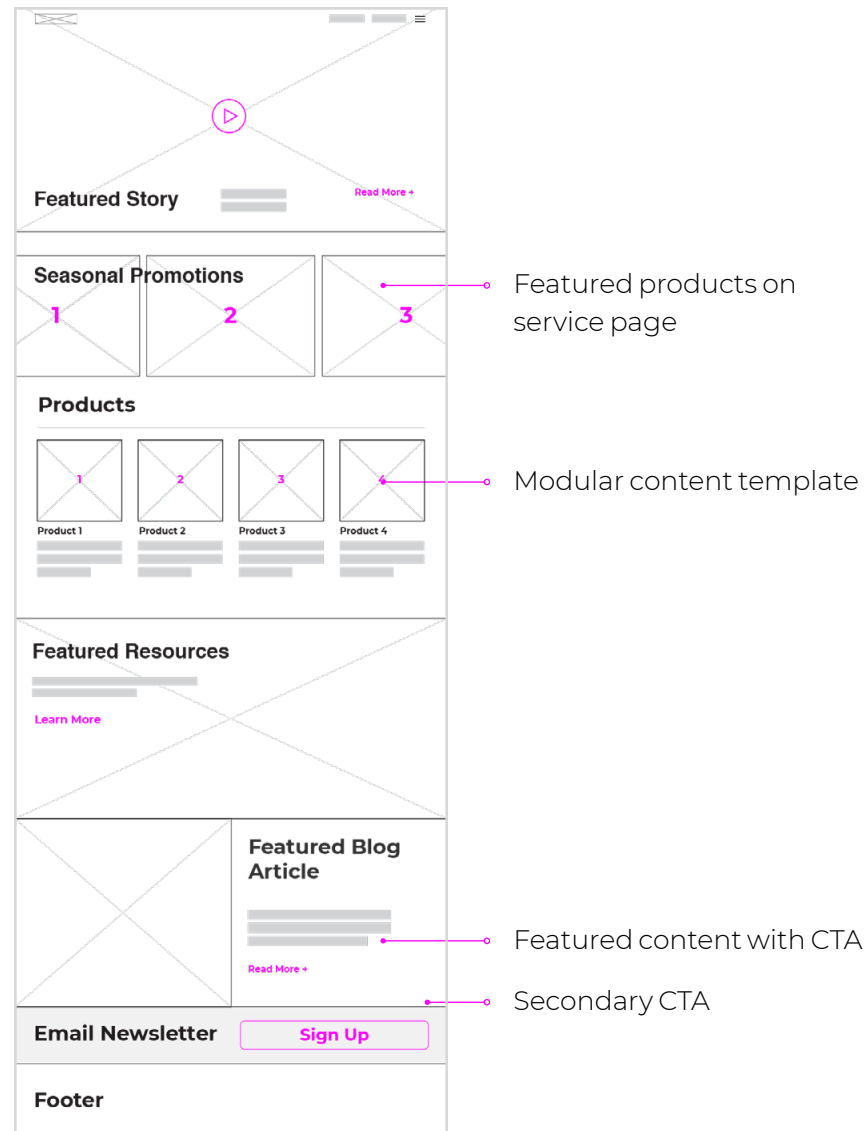 Featured Story
Read More →
Seasonal Promotions
1
2
3
Featured products on
service page
Products
1
2
3
4
Modular content template
Product 1
Product 2
Product 3
Product 4
Featured Resources
Learn More
Featured Blog
Article
Featured content with CTA
Read More →
Secondary CTA
Email Newsletter
Sign Up
Footer